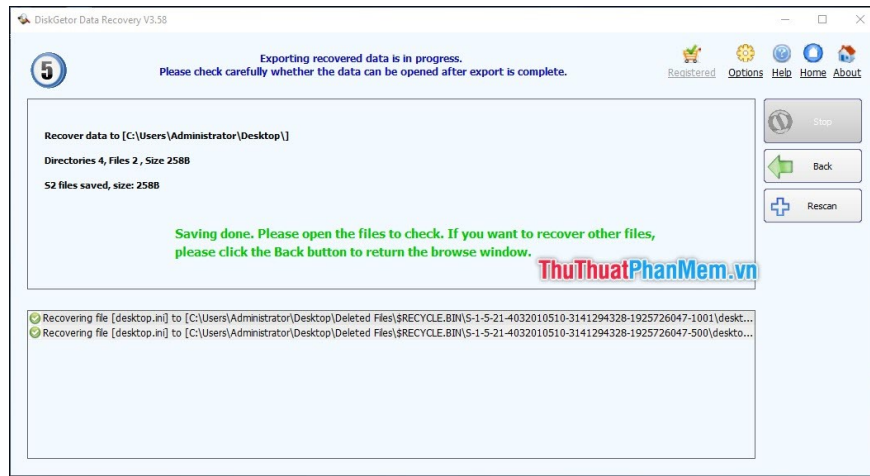 DiskGetor Data Recovery V3.58
5
Exporting recovered data is in progress.
Please check carefully whether the data can be opened after export is complete.
Registered Options Help Home About
Recover data to [C:\Users\Administrator\Desktop\]
Directories 4, Files 2 , Size 258B
S2 files saved, size: 258B
Saving done. Please open the files to check. If you want to recover other files,
please click the Back button to return the browse window.
ThuThuatPhanMem.vn
Stop
Back
Rescan
Recovering file [desktop.ini] to [C:\Users\Administrator\Desktop\Deleted Files\$RECYCLE.BIN\S-1-5-21-4032010510-3141294328-1925726047-1001\deskt...
Recovering file [desktop.ini] to [C:\Users\Administrator\Desktop\Deleted Files\$RECYCLE.BIN\S-1-5-21-4032010510-3141294328-1925726047-500\deskto...